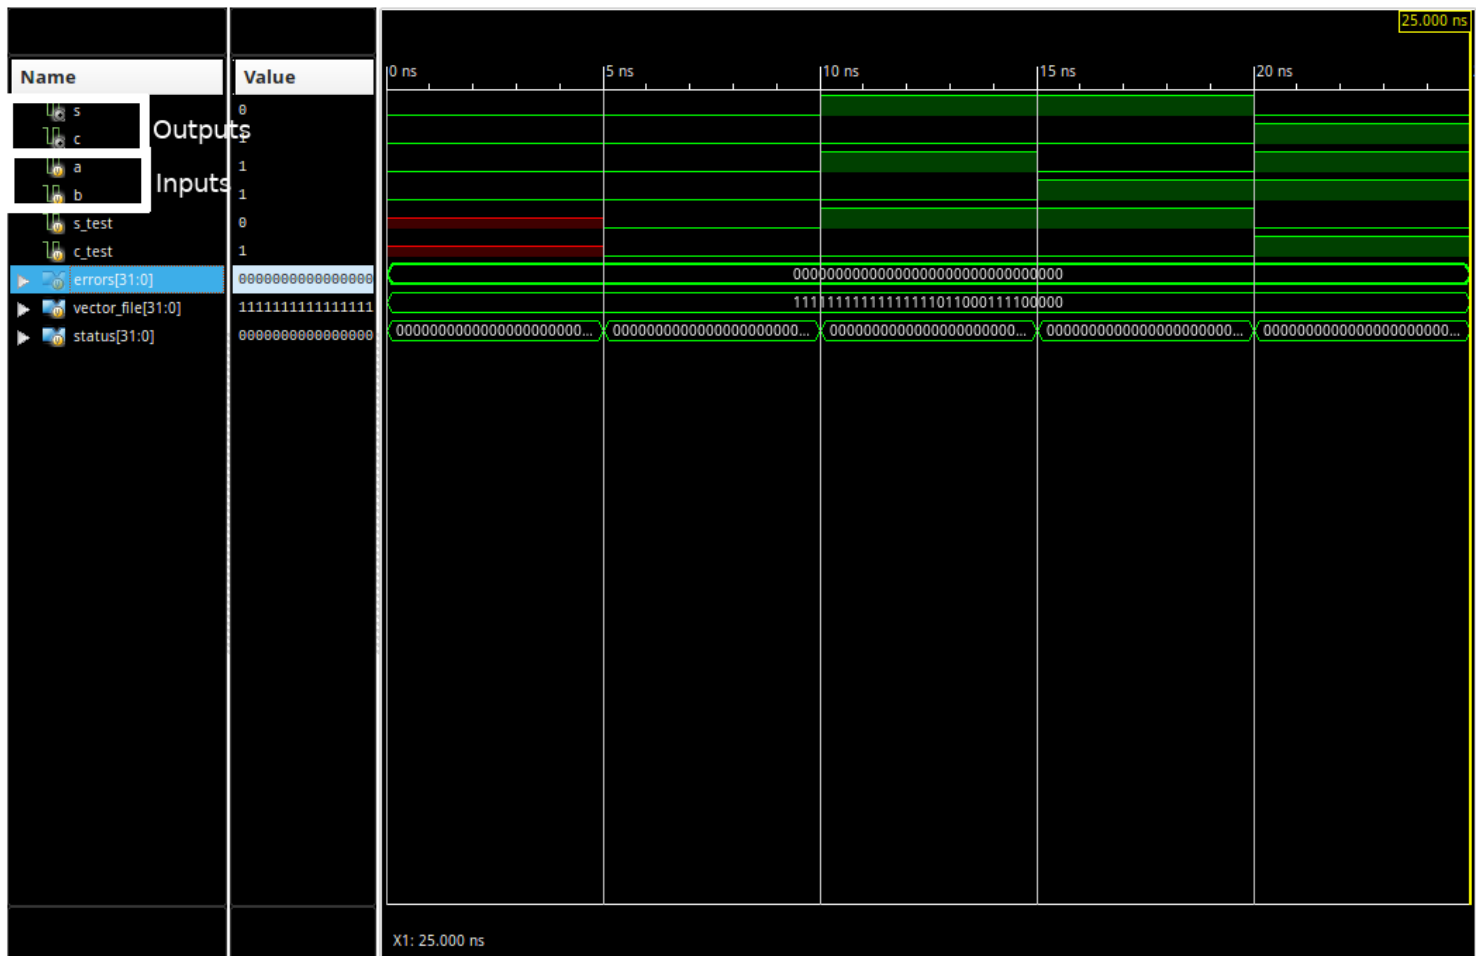 25.000 ns
Name Value 0 ns 5 ns 10 ns 15 ns 20 ns
s 0
c
Outputs
a 1
Inputs
b 1
s_test 0
c_test 1
errors[31:0] 0000000000000000 00000000000000000000000000000000
vector_file[31:0] 1111111111111111 11111111111111111011000111100000
status[31:0] 0000000000000000 0000000000000000000000... 0000000000000000000000... 0000000000000000000000... 0000000000000000000000... 0000000000000000000000...
X1: 25.000 ns